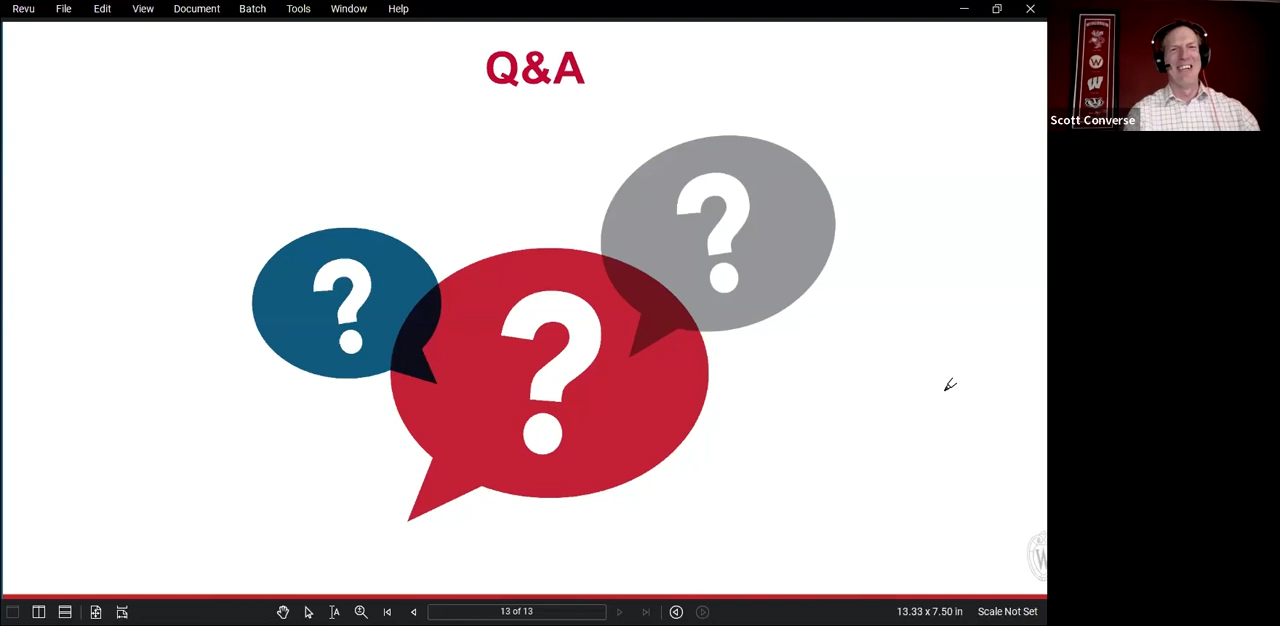 Revu File Edit View Document Batch Tools Window Help
Q&A
? ? ?
Scott Converse
W
W
W
13 of 13
13.33 x 7.50 in Scale Not Set